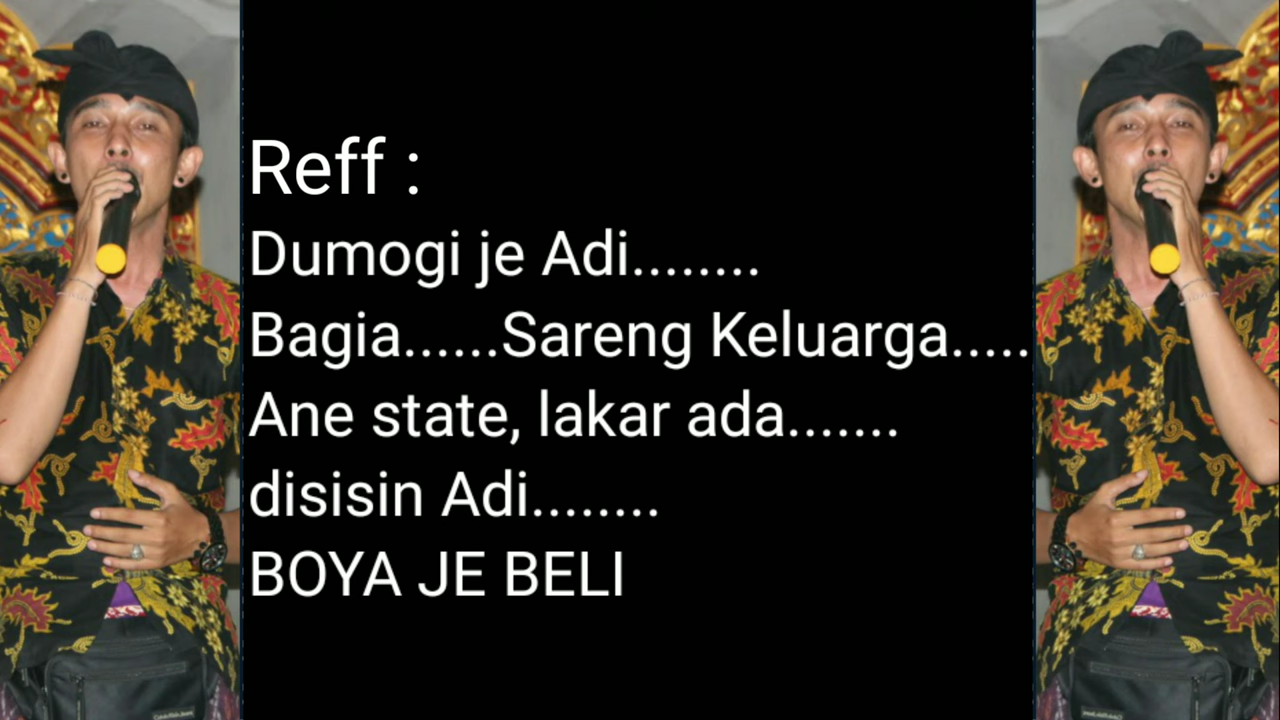 Reff :
Dumogi je Adi........
Bagia......Sareng Keluarga.....
Ane state, lakar ada.......
disisin Adi........
BOYA JE BELI